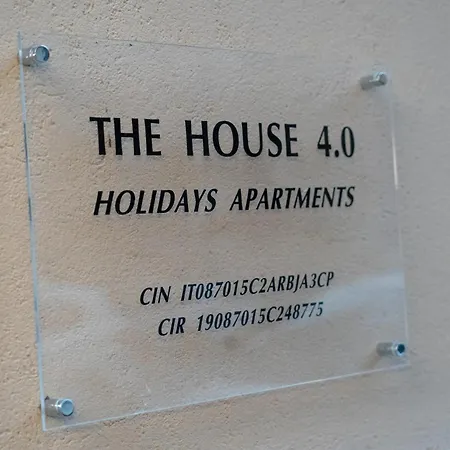 THE HOUSE 4.0
HOLIDAYS APARTMENTS
CIN IT087015C2ARBJA3CP
CIR 19087015C248775